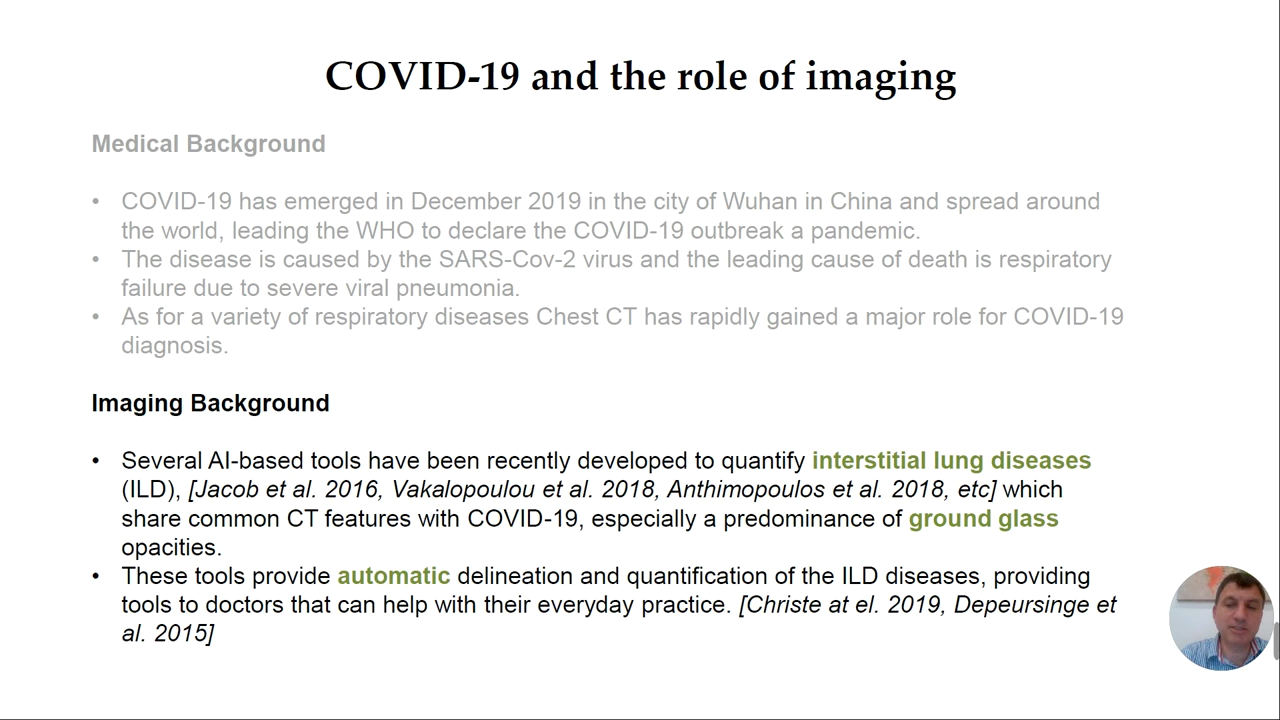 COVID-19 and the role of imaging
Medical Background
• COVID-19 has emerged in December 2019 in the city of Wuhan in China and spread around
the world, leading the WHO to declare the COVID-19 outbreak a pandemic.
• The disease is caused by the SARS-Cov-2 virus and the leading cause of death is respiratory
failure due to severe viral pneumonia.
• As for a variety of respiratory diseases Chest CT has rapidly gained a major role for COVID-19
diagnosis.
Imaging Background
• Several AI-based tools have been recently developed to quantify interstitial lung diseases
(ILD), [Jacob et al. 2016, Vakalopoulou et al. 2018, Anthimopoulos et al. 2018, etc] which
share common CT features with COVID-19, especially a predominance of ground glass
opacities.
• These tools provide automatic delineation and quantification of the ILD diseases, providing
tools to doctors that can help with their everyday practice. [Christe at el. 2019, Depeursinge et
al. 2015]